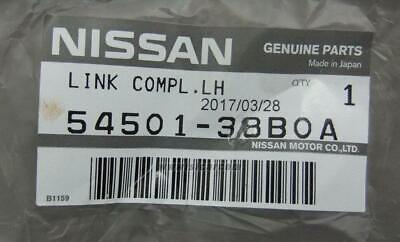 NISSAN
GENUINE PARTS
Made in Japan
LINK COMPL.LH
QTY
1
2017/03/28
54501-38B0A
NISSAN MOTOR CO.,LTD.
B1159